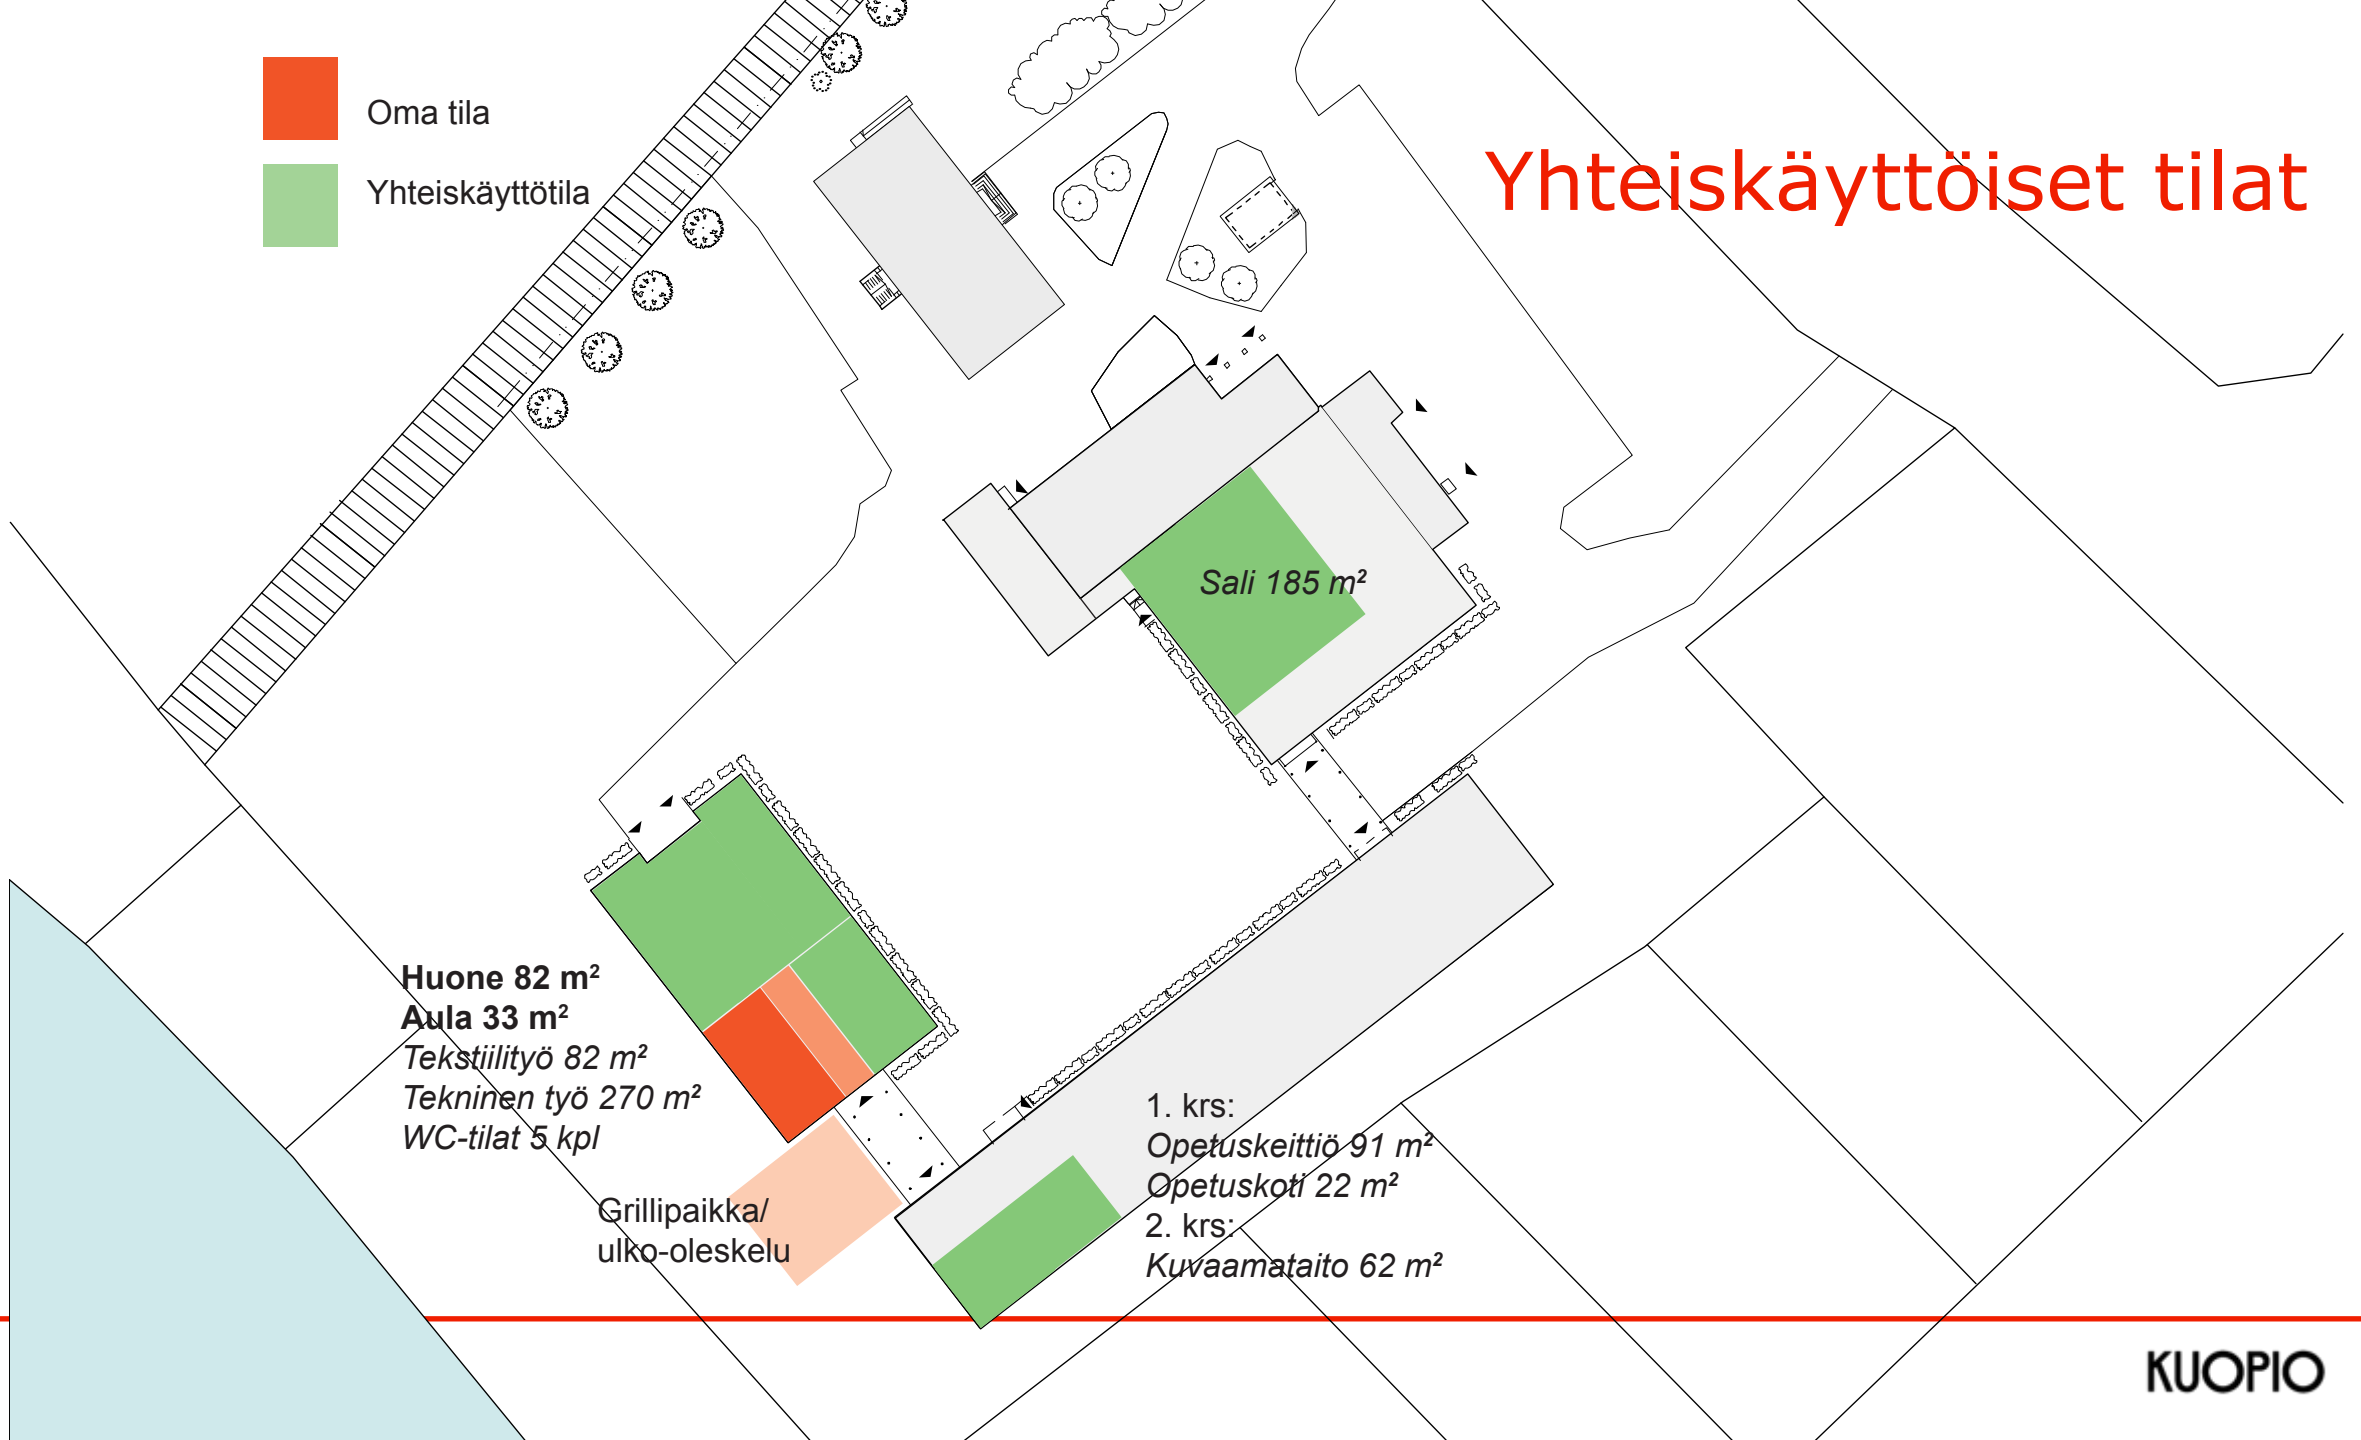 Oma tila
Yhteiskäyttötila
Yhteiskäyttöiset tilat
Sali 185 m²
Huone 82 m²
Aula 33 m²
Tekstiilityö 82 m²
Tekninen työ 270 m²
WC-tilat 5 kpl
Grillipaikka/
ulko-oleskelu
1. krs:
Opetuskeittiö 91 m²
Opetuskoti 22 m²
2. krs:
Kuvaamataito 62 m²
KUOPIO